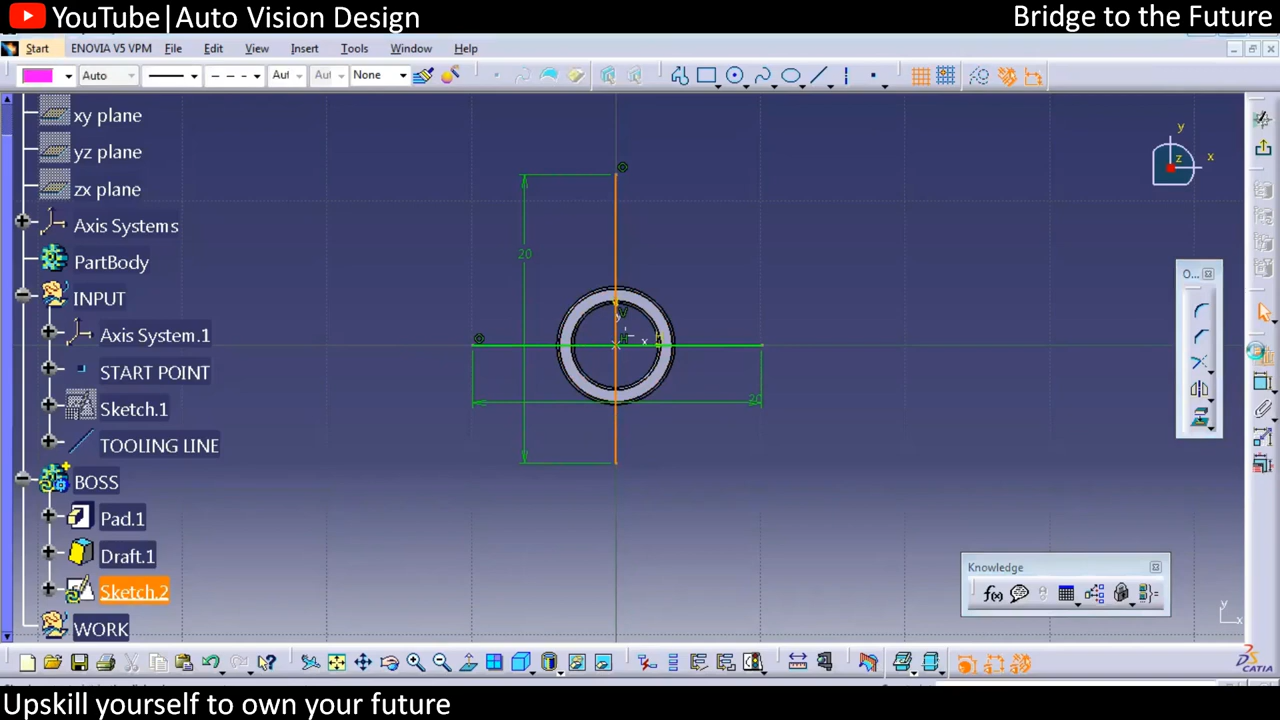 YouTube|Auto Vision Design
Bridge to the Future
Start ENOVIA V5 VPM File Edit View Insert Tools Window Help
Auto Aut Aut None
xy plane
yz plane
zx plane
Axis Systems
PartBody
INPUT
Axis System.1
START POINT
Sketch.1
TOOLING LINE
BOSS
Pad.1
Draft.1
Sketch.2
WORK
20
V
H
x
20
y
x
z
O...
Knowledge
f(x)
y
x
CATIA
Upskill yourself to own your future